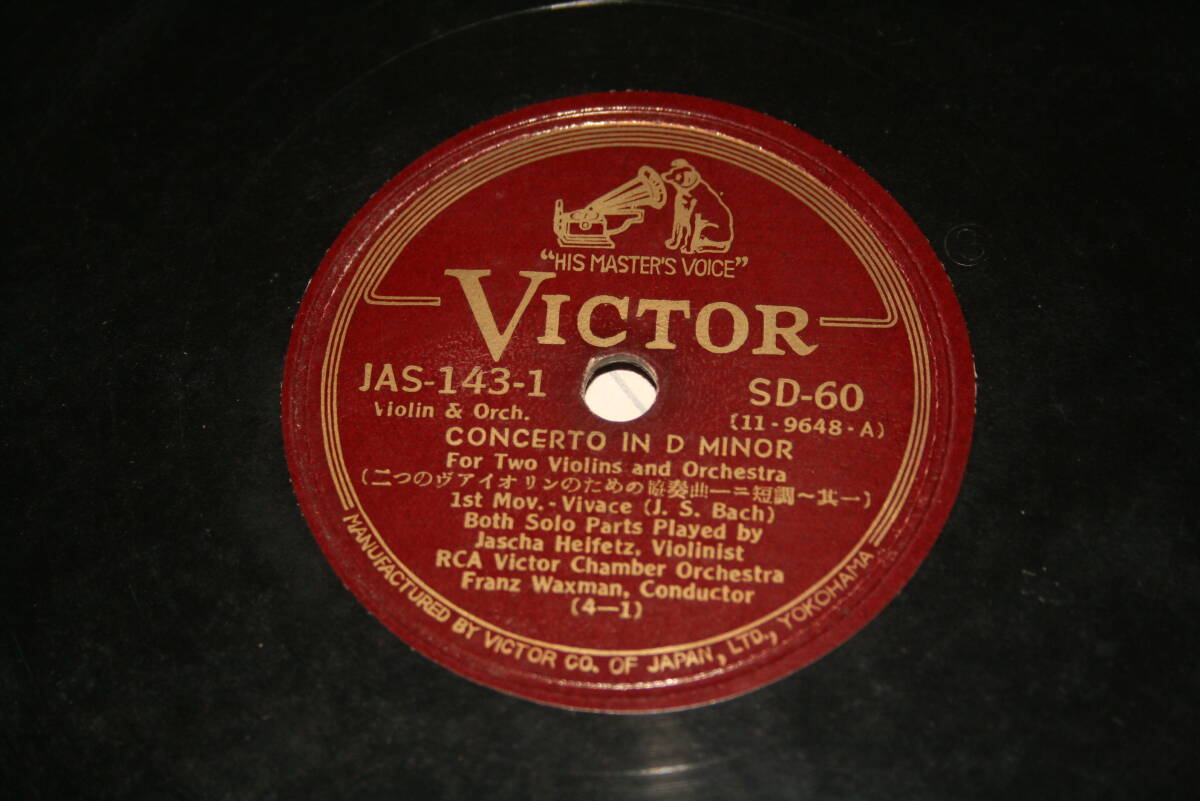 "HIS MASTER'S VOICE"
VICTOR
JAS-143-1
SD-60
Violin & Orch.
(11-9648-A)
CONCERTO IN D MINOR
For Two Violins and Orchestra
(二つのヴァイオリンのための協奏曲—ニ短調〜其一)
1st Mov.-Vivace (J. S. Bach)
Both Solo Parts Played by
Jascha Heifetz, Violinist
RCA Victor Chamber Orchestra
Franz Waxman, Conductor
(4—1)
MANUFACTURED BY VICTOR CO. OF JAPAN, LTD., YOKOHAMA